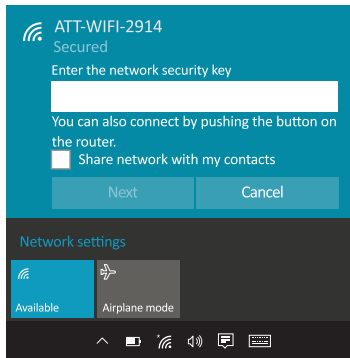 ATT-WIFI-2914
Secured
Enter the network security key
You can also connect by pushing the button on
the router.
Share network with my contacts
Next
Cancel
Network settings
Available
Airplane mode